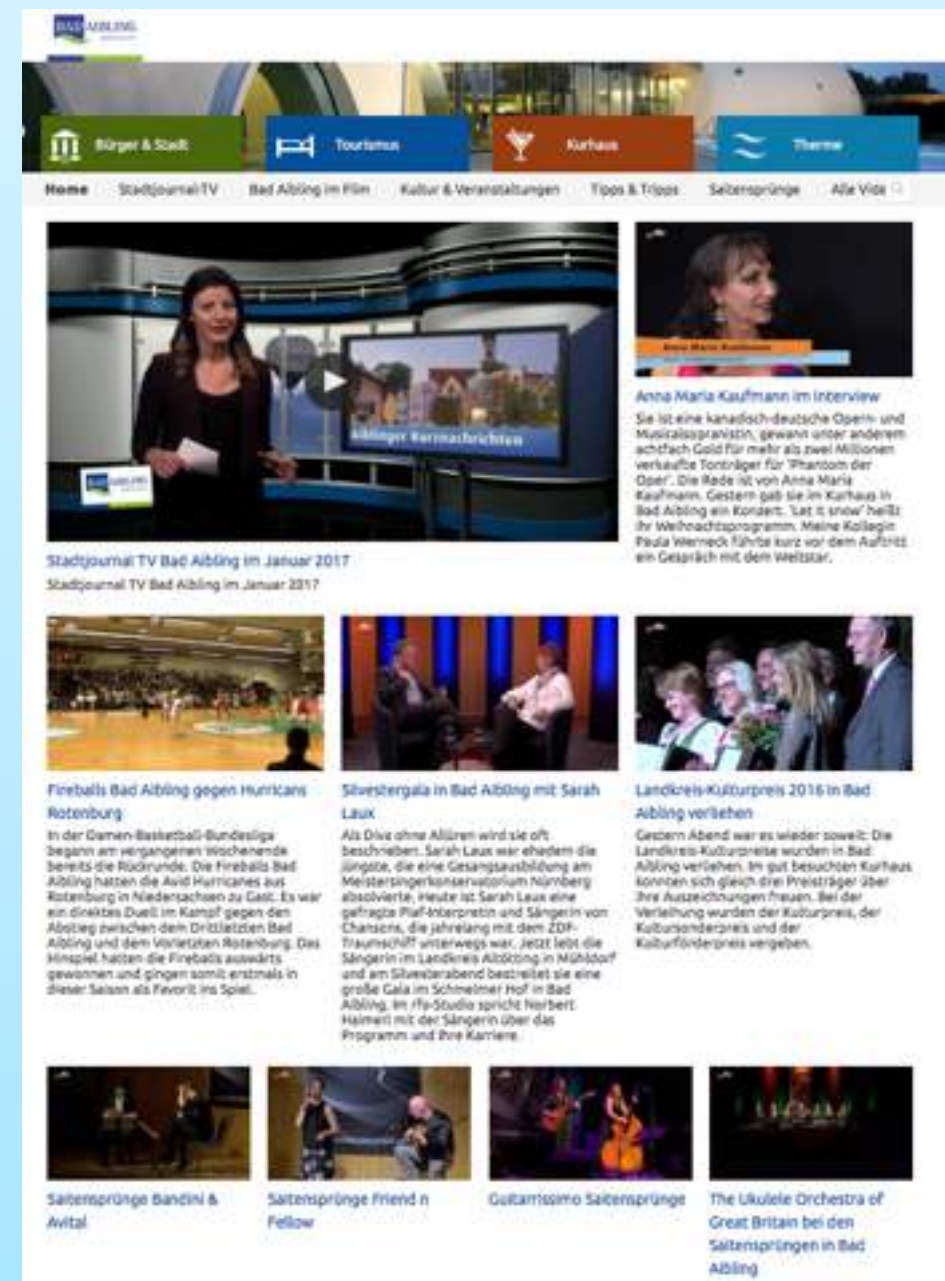 BAD AIBLING
Bürger & Stadt
Tourismus
Kurhaus
Therme
Home StadtjournalTV Bad Aibling im Film Kultur & Veranstaltungen Tipps & Tripps Saitensprünge Alle Vide
Aiblinger Kurznachrichten
BAD AIBLING
Anna Maria Kaufmann
Stadtjournal TV Bad Aibling im Januar 2017
Stadtjournal TV Bad Aibling im Januar 2017
Anna Maria Kaufmann im Interview
Sie ist eine kanadisch-deutsche Opern- und
Musicalsopranistin, gewann unter anderem
achtfach Gold für mehr als zwei Millionen
verkaufte Tonträger für 'Phantom der
Oper'. Die Rede ist von Anna Maria
Kaufmann. Gestern gab sie im Kurhaus in
Bad Aibling ein Konzert. 'Let it snow' heißt
ihr Weihnachtsprogramm. Meine Kollegin
Paula Werneck führte kurz vor dem Auftritt
ein Gespräch mit dem Weltstar.
Fireballs Bad Aibling gegen Hurricans
Rotenburg
In der Damen-Basketball-Bundesliga
begann am vergangenen Wochenende
bereits die Rückrunde. Die Fireballs Bad
Aibling hatten die Avid Hurricanes aus
Rotenburg in Niedersachsen zu Gast. Es war
ein direktes Duell im Kampf gegen den
Abstieg zwischen dem Drittletzten Bad
Aibling und dem Vorletzten Rotenburg. Das
Hinspiel hatten die Fireballs auswärts
gewonnen und gingen somit erstmals in
dieser Saison als Favorit ins Spiel.
Silvestergala in Bad Aibling mit Sarah
Laux
Als Diva ohne Allüren wird sie oft
beschrieben. Sarah Laux war ehedem die
jüngste, die eine Gesangsausbildung am
Meistersingerkonservatorium Nürnberg
absolvierte. Heute ist Sarah Laux eine
gefragte Piaf-Interpretin und Sängerin von
Chansons, die jahrelang mit dem ZDF-
Traumschiff unterwegs war. Jetzt lebt die
Sängerin im Landkreis Altötting in Mühldorf
und am Silvesterabend bestreitet sie eine
große Gala im Schmelmer Hof in Bad
Aibling. Im rfo-Studio spricht Norbert
Haimerl mit der Sängerin über das
Programm und ihre Karriere.
Landkreis-Kulturpreis 2016 in Bad
Aibling verliehen
Gestern Abend war es wieder soweit: Die
Landkreis-Kulturpreise wurden in Bad
Aibling verliehen. Im gut besuchten Kurhaus
konnten sich gleich drei Preisträger über
ihre Auszeichnungen freuen. Bei der
Verleihung wurden der Kulturpreis, der
Kultursonderpreis und der
Kulturförderpreis vergeben.
Saitensprünge Bandini &
Avital
Saitensprünge Friend n
Fellow
Guitarrissimo Saitensprünge
The Ukulele Orchestra of
Great Britain bei den
Saitensprüngen in Bad
Aibling